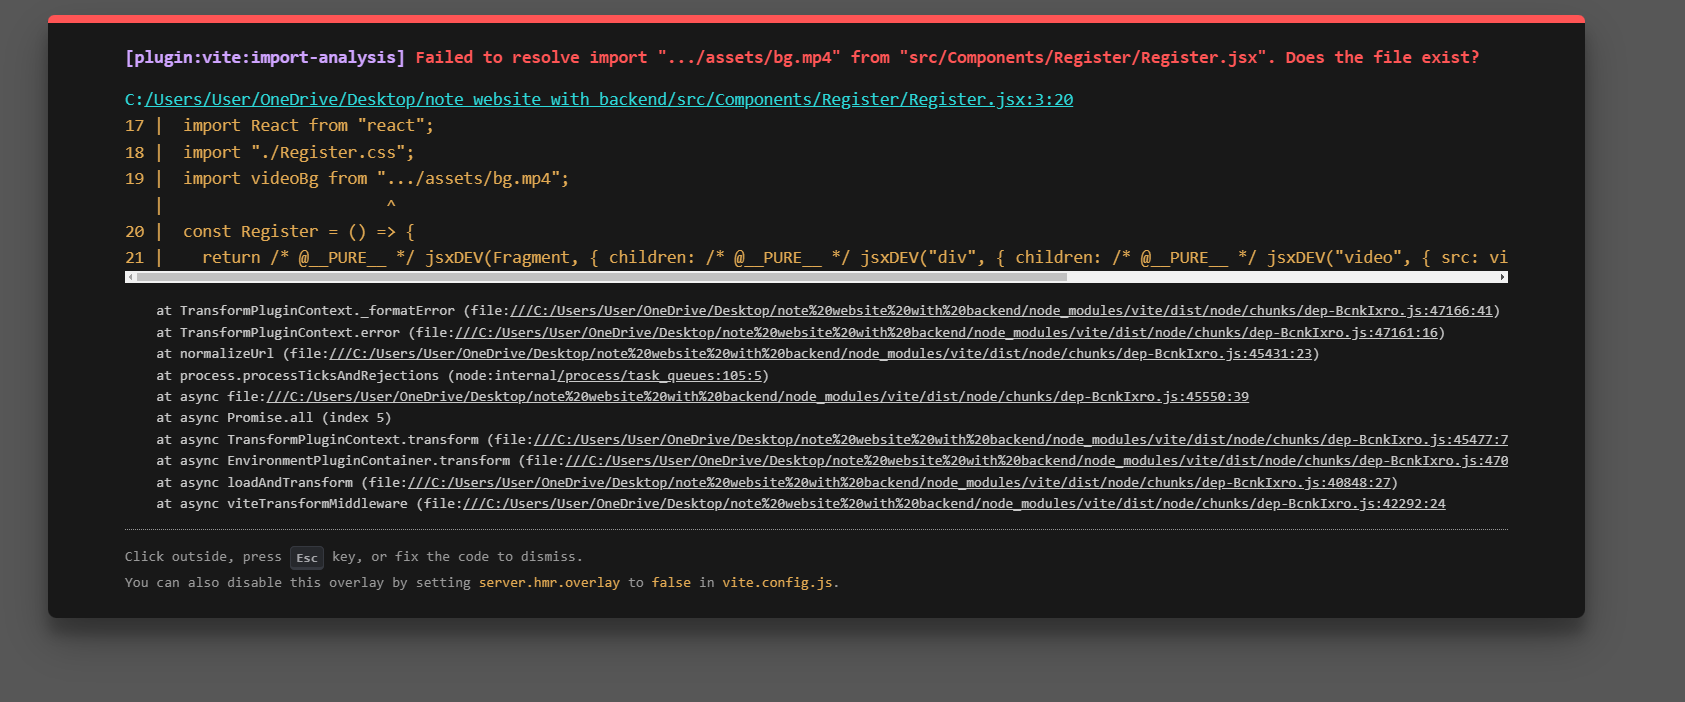 [plugin:vite:import-analysis] Failed to resolve import ".../assets/bg.mp4" from "src/Components/Register/Register.jsx". Does the file exist?
C:/Users/User/OneDrive/Desktop/note website with backend/src/Components/Register/Register.jsx:3:20
17 |  import React from "react";
18 |  import "./Register.css";
19 |  import videoBg from ".../assets/bg.mp4";
   |                       ^
20 |  const Register = () => {
21 |    return /* @__PURE__ */ jsxDEV(Fragment, { children: /* @__PURE__ */ jsxDEV("div", { children: /* @__PURE__ */ jsxDEV("video", { src: vi
    at TransformPluginContext._formatError (file:///C:/Users/User/OneDrive/Desktop/note%20website%20with%20backend/node_modules/vite/dist/node/chunks/dep-BcnkIxro.js:47166:41)
    at TransformPluginContext.error (file:///C:/Users/User/OneDrive/Desktop/note%20website%20with%20backend/node_modules/vite/dist/node/chunks/dep-BcnkIxro.js:47161:16)
    at normalizeUrl (file:///C:/Users/User/OneDrive/Desktop/note%20website%20with%20backend/node_modules/vite/dist/node/chunks/dep-BcnkIxro.js:45431:23)
    at process.processTicksAndRejections (node:internal/process/task_queues:105:5)
    at async file:///C:/Users/User/OneDrive/Desktop/note%20website%20with%20backend/node_modules/vite/dist/node/chunks/dep-BcnkIxro.js:45550:39
    at async Promise.all (index 5)
    at async TransformPluginContext.transform (file:///C:/Users/User/OneDrive/Desktop/note%20website%20with%20backend/node_modules/vite/dist/node/chunks/dep-BcnkIxro.js:45477:7
    at async EnvironmentPluginContainer.transform (file:///C:/Users/User/OneDrive/Desktop/note%20website%20with%20backend/node_modules/vite/dist/node/chunks/dep-BcnkIxro.js:470
    at async loadAndTransform (file:///C:/Users/User/OneDrive/Desktop/note%20website%20with%20backend/node_modules/vite/dist/node/chunks/dep-BcnkIxro.js:40848:27)
    at async viteTransformMiddleware (file:///C:/Users/User/OneDrive/Desktop/note%20website%20with%20backend/node_modules/vite/dist/node/chunks/dep-BcnkIxro.js:42292:24
Click outside, press Esc key, or fix the code to dismiss.
You can also disable this overlay by setting server.hmr.overlay to false in vite.config.js.